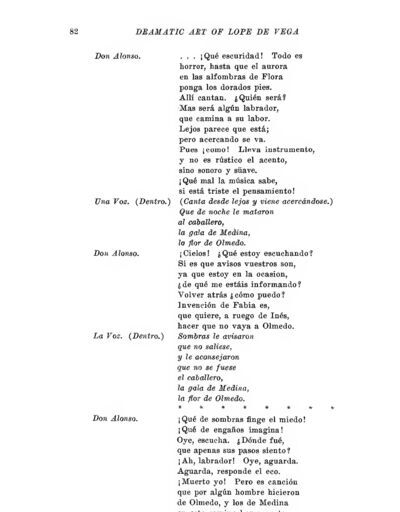 82 DRAMATIC ART OF LOPE DE VEGA
Don Alonso. . . . ¡Qué escuridad! Todo es
horror, hasta que el aurora
en las alfombras de Flora
ponga los dorados pies.
Allí cantan. ¿Quién será?
Mas será algún labrador,
que camina a su labor.
Lejos parece que está;
pero acercando se va.
Pues ¡como! Lleva instrumento,
y no es rústico el acento,
sino sonoro y süave.
¡Qué mal la música sabe,
si está triste el pensamiento!
Una Voz. (Dentro.) (Canta desde lejos y viene acercándose.)
Que de noche le mataron
al caballero,
la gala de Medina,
la flor de Olmedo.
Don Alonso. ¡Cielos! ¿Qué estoy escuchando?
Si es que avisos vuestros son,
ya que estoy en la ocasion,
¿de qué me estáis informando?
Volver atrás ¿cómo puedo?
Invención de Fabia es,
que quiere, a ruego de Inés,
hacer que no vaya a Olmedo.
La Voz. (Dentro.) Sombras le avisaron
que no saliese,
y le aconsejaron
que no se fuese
el caballero,
la gala de Medina,
la flor de Olmedo.
* * * * * * * *
Don Alonso. ¡Qué de sombras finge el miedo!
¡Qué de engaños imagina!
Oye, escucha. ¿Dónde fué,
que apenas sus pasos siento?
¡Ah, labrador! Oye, aguarda.
Aguarda, responde el eco.
¡Muerto yo! Pero es canción
que por algún hombre hicieron
de Olmedo, y los de Medina